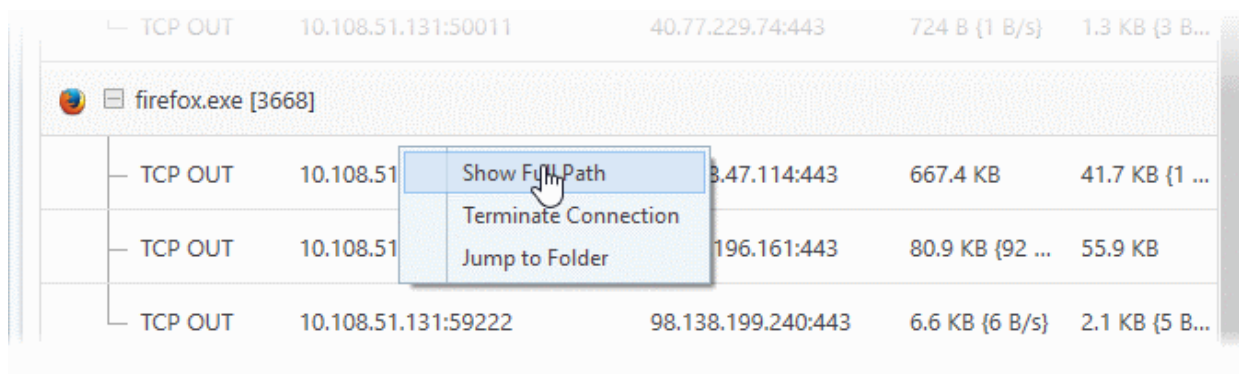 TCP OUT 10.108.51.131:50011 40.77.229.74:443 724 B {1 B/s} 1.3 KB {3 B...
firefox.exe [3668]
TCP OUT 10.108.51 Show Full Path 3.47.114:443 667.4 KB 41.7 KB {1 ...
Terminate Connection
TCP OUT 10.108.51 Jump to Folder 196.161:443 80.9 KB {92 ... 55.9 KB
TCP OUT 10.108.51.131:59222 98.138.199.240:443 6.6 KB {6 B/s} 2.1 KB {5 B...